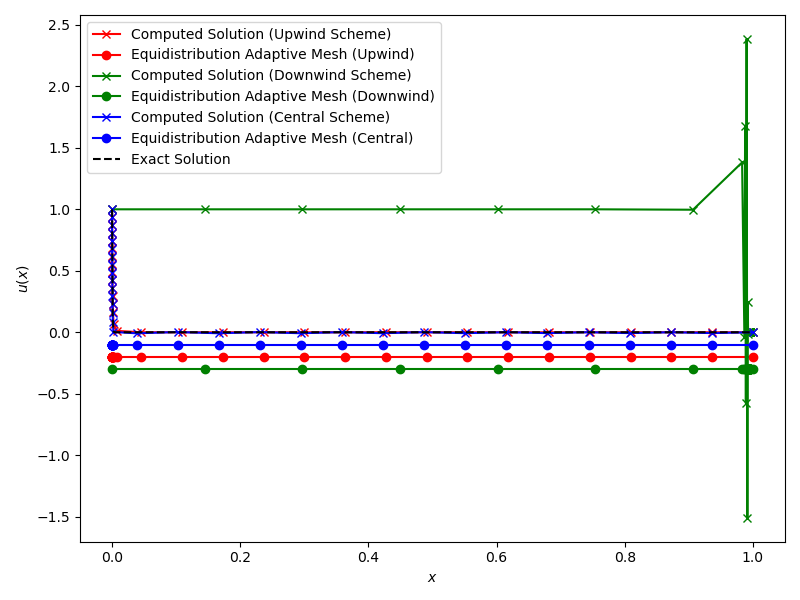 Computed Solution (Upwind Scheme)
Equidistribution Adaptive Mesh (Upwind)
Computed Solution (Downwind Scheme)
Equidistribution Adaptive Mesh (Downwind)
Computed Solution (Central Scheme)
Equidistribution Adaptive Mesh (Central)
Exact Solution
2.5
2.0
1.5
1.0
0.5
0.0
−0.5
−1.0
−1.5
u(x)
0.0 0.2 0.4 0.6 0.8 1.0
x